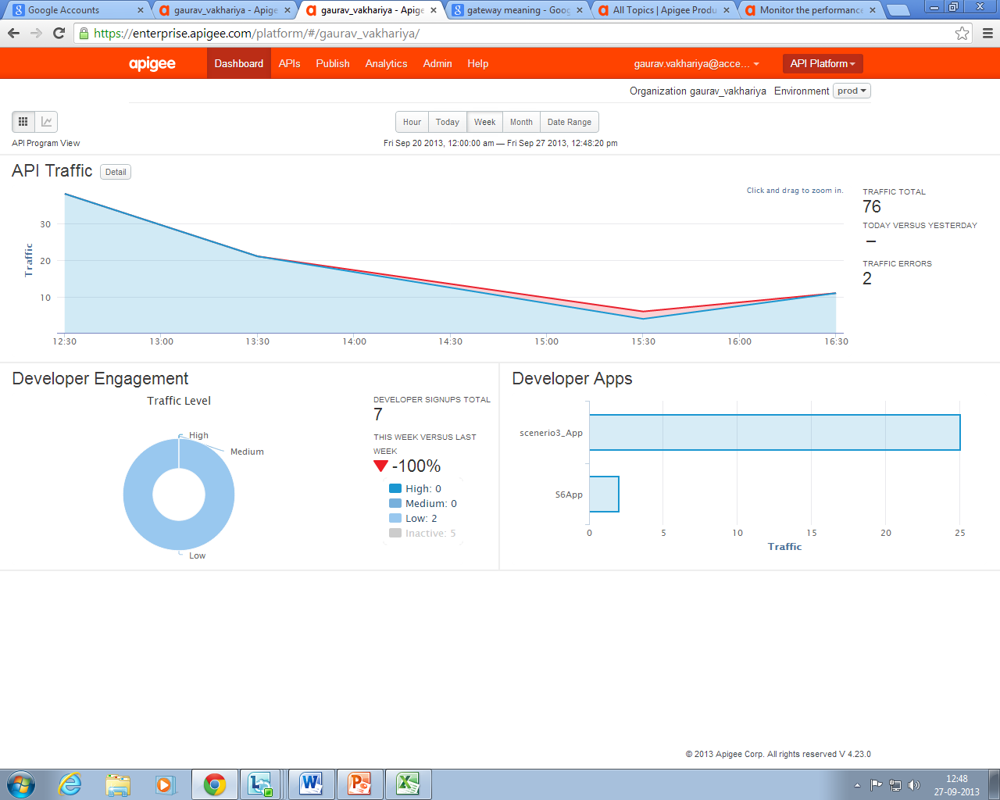 Google Accounts
gaurav_vakhariya - Apige
gaurav_vakhariya - Apige
gateway meaning - Goog
All Topics | Apigee Produ
Monitor the performance
https://enterprise.apigee.com/platform/#/gaurav_vakhariya/
apigee Dashboard APIs Publish Analytics Admin Help gaurav.vakhariya@acce... API Platform
Organization gaurav_vakhariya Environment prod
Hour Today Week Month Date Range
API Program View
Fri Sep 20 2013, 12:00:00 am — Fri Sep 27 2013, 12:48:20 pm
API Traffic Detail
Click and drag to zoom in.
Traffic
30
20
10
12:30 13:00 13:30 14:00 14:30 15:00 15:30 16:00 16:30
TRAFFIC TOTAL
76
TODAY VERSUS YESTERDAY
–
TRAFFIC ERRORS
2
Developer Engagement
Traffic Level
High
Medium
Low
DEVELOPER SIGNUPS TOTAL
7
THIS WEEK VERSUS LAST
WEEK
-100%
High: 0
Medium: 0
Low: 2
Inactive: 5
Developer Apps
scenerio3_App
S6App
0 5 10 15 20 25
Traffic
© 2013 Apigee Corp. All rights reserved V 4.23.0
12:48
27-09-2013